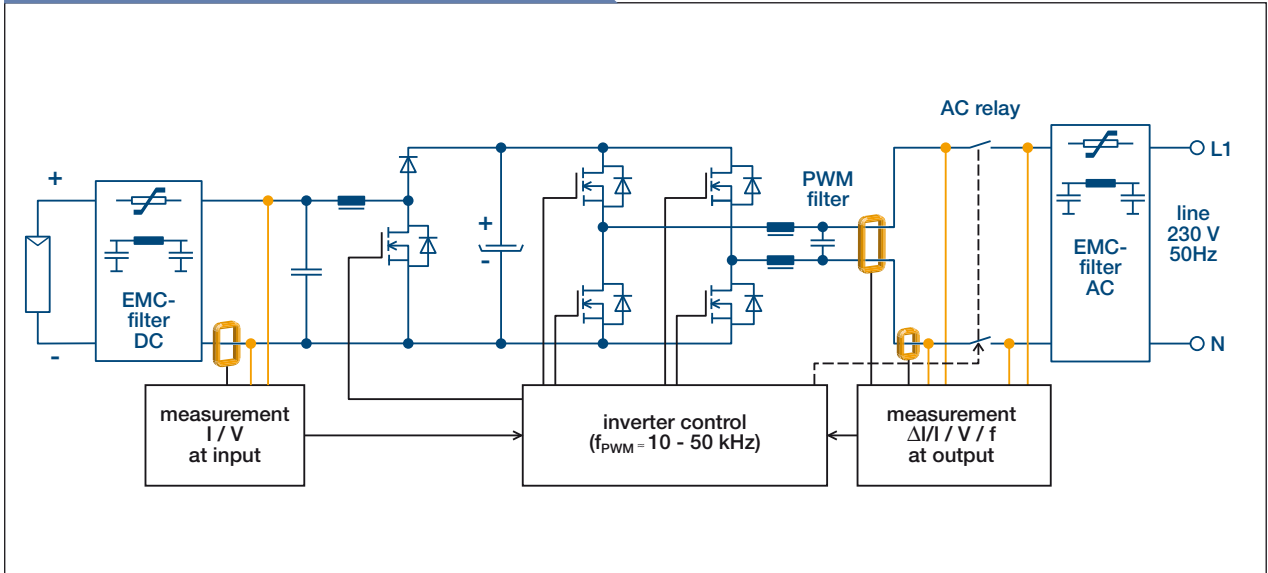 AC relay
L1
+
PWM
filter
+
-
line
230 V
50Hz
EMC-
filter
DC
EMC-
filter
AC
-
N
measurement
I / V
at input
inverter control
(fPWM = 10 - 50 kHz)
measurement
ΔI/I / V / f
at output